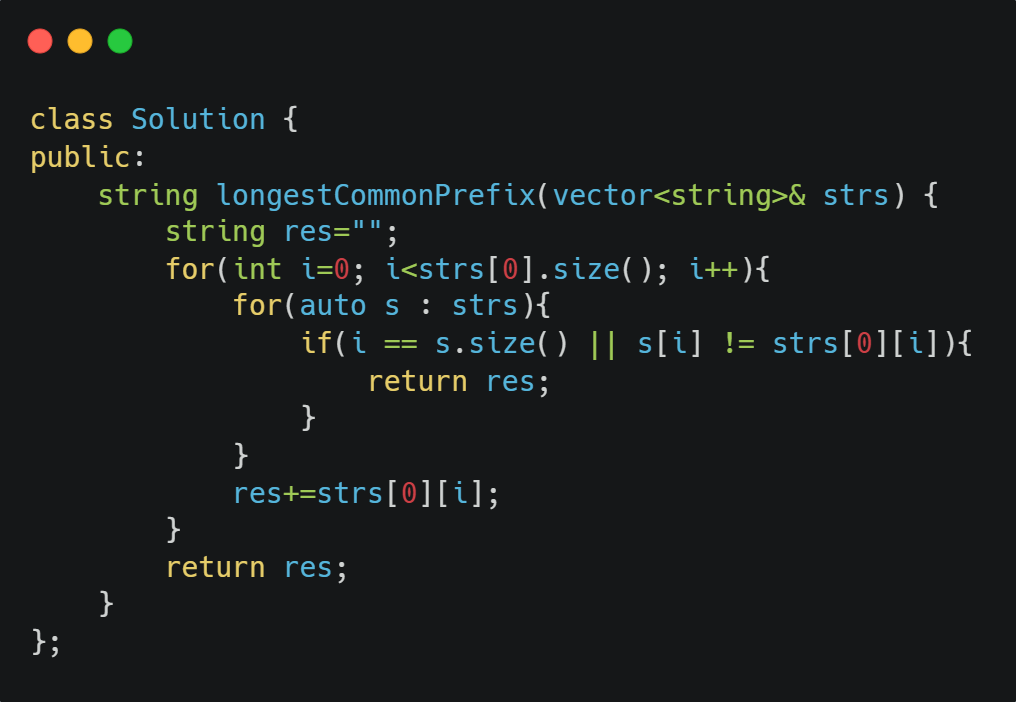 class Solution {
public:
    string longestCommonPrefix(vector<string>& strs) {
        string res="";
        for(int i=0; i<strs[0].size(); i++){
            for(auto s : strs){
                if(i == s.size() || s[i] != strs[0][i]){
                    return res;
                }
            }
            res+=strs[0][i];
        }
        return res;
    }
};